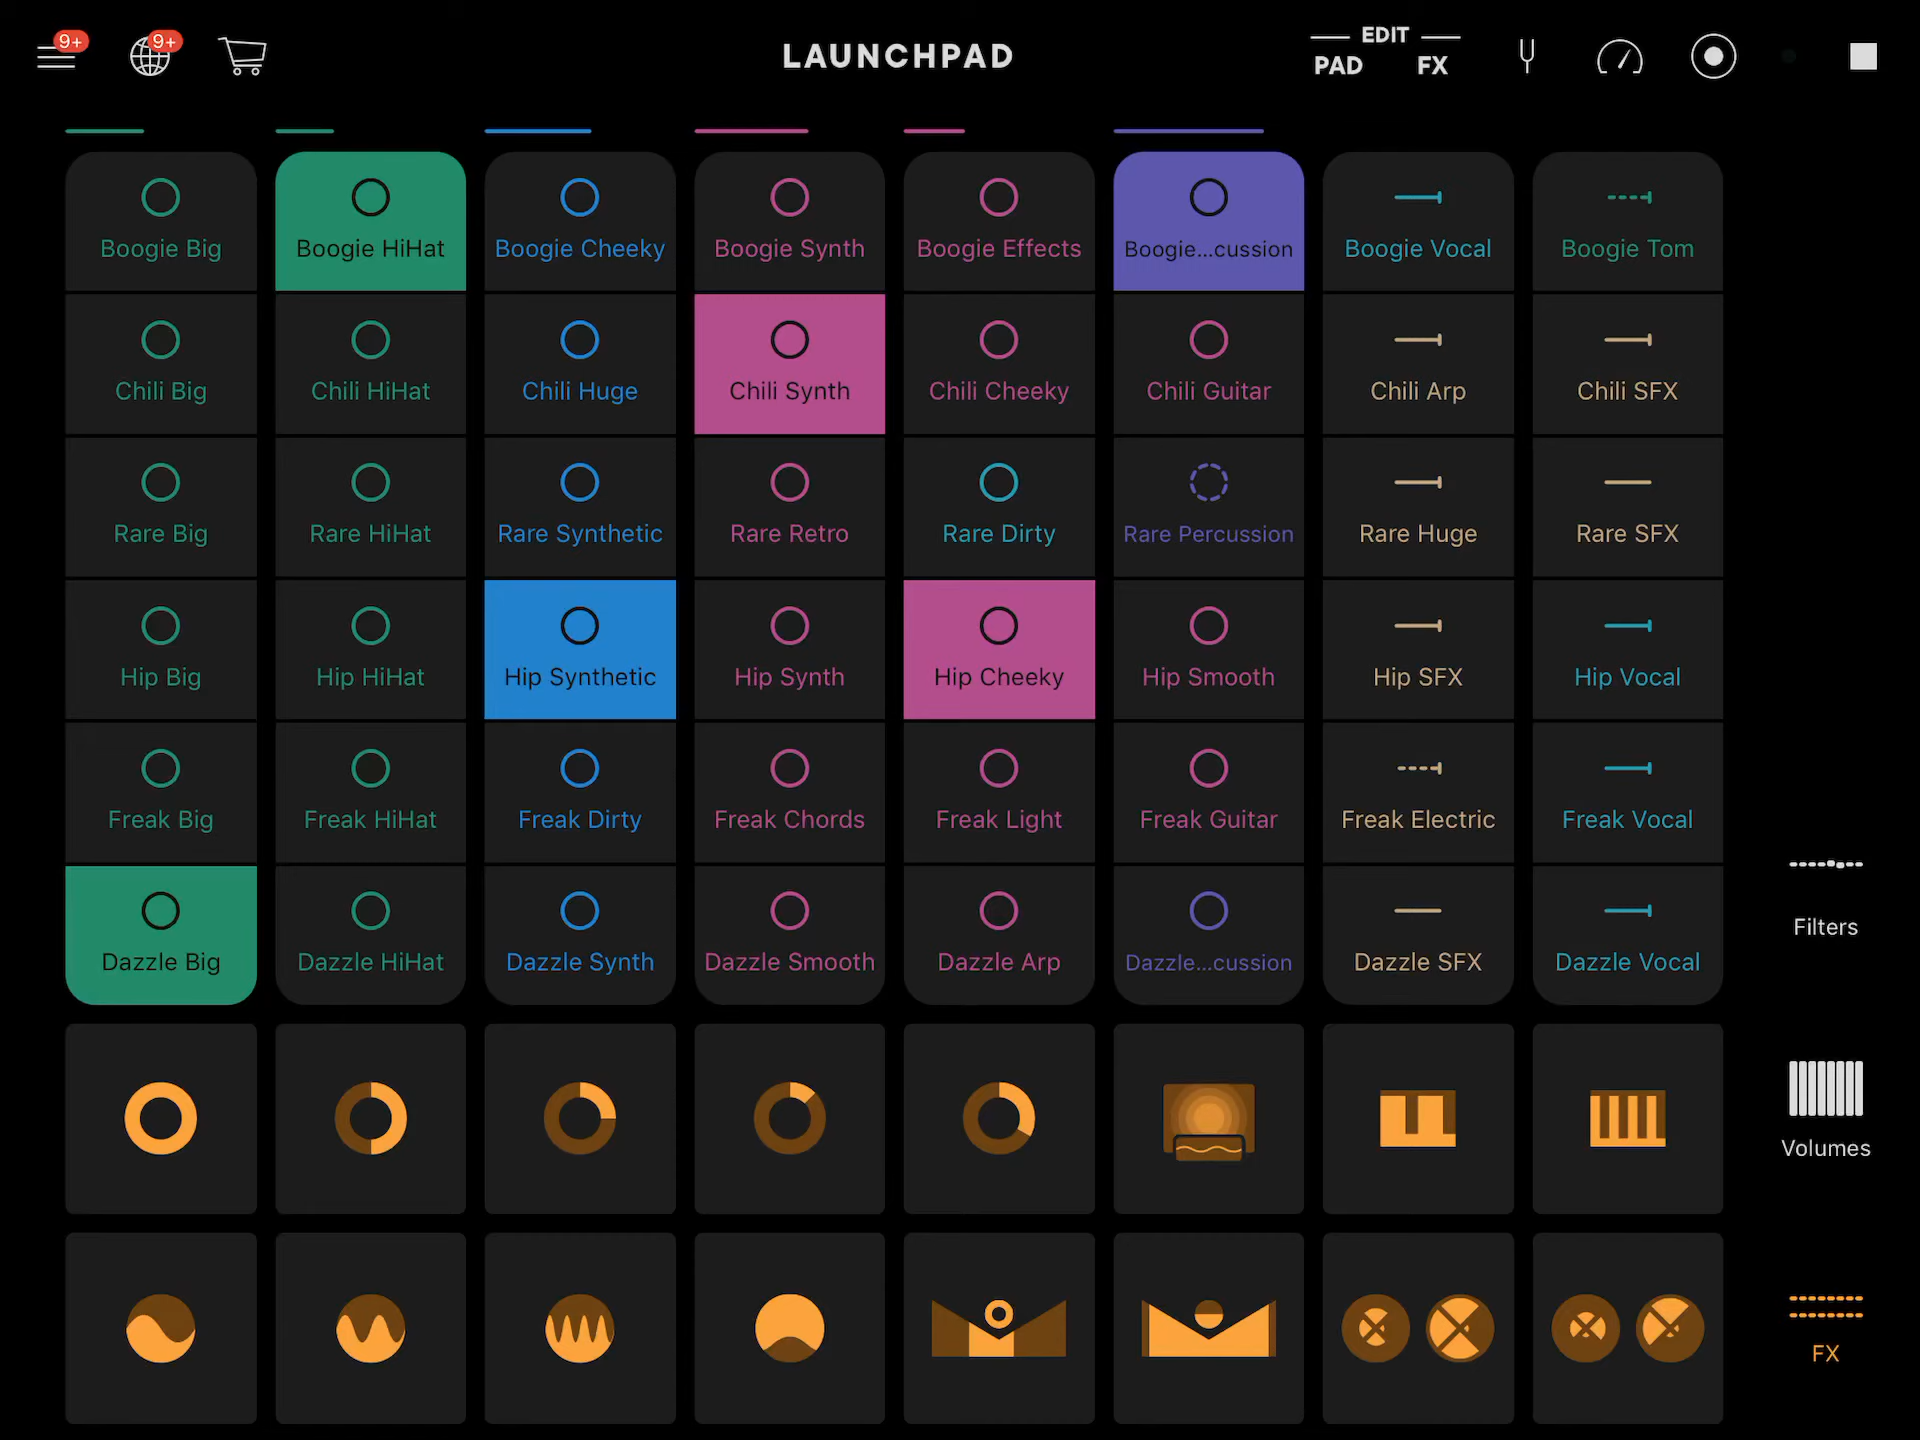 9+
9+
LAUNCHPAD
EDIT
PAD
FX
Boogie Big
Boogie HiHat
Boogie Cheeky
Boogie Synth
Boogie Effects
Boogie...cussion
Boogie Vocal
Boogie Tom
Chili Big
Chili HiHat
Chili Huge
Chili Synth
Chili Cheeky
Chili Guitar
Chili Arp
Chili SFX
Rare Big
Rare HiHat
Rare Synthetic
Rare Retro
Rare Dirty
Rare Percussion
Rare Huge
Rare SFX
Hip Big
Hip HiHat
Hip Synthetic
Hip Synth
Hip Cheeky
Hip Smooth
Hip SFX
Hip Vocal
Freak Big
Freak HiHat
Freak Dirty
Freak Chords
Freak Light
Freak Guitar
Freak Electric
Freak Vocal
Dazzle Big
Dazzle HiHat
Dazzle Synth
Dazzle Smooth
Dazzle Arp
Dazzle...cussion
Dazzle SFX
Dazzle Vocal
Filters
Volumes
FX